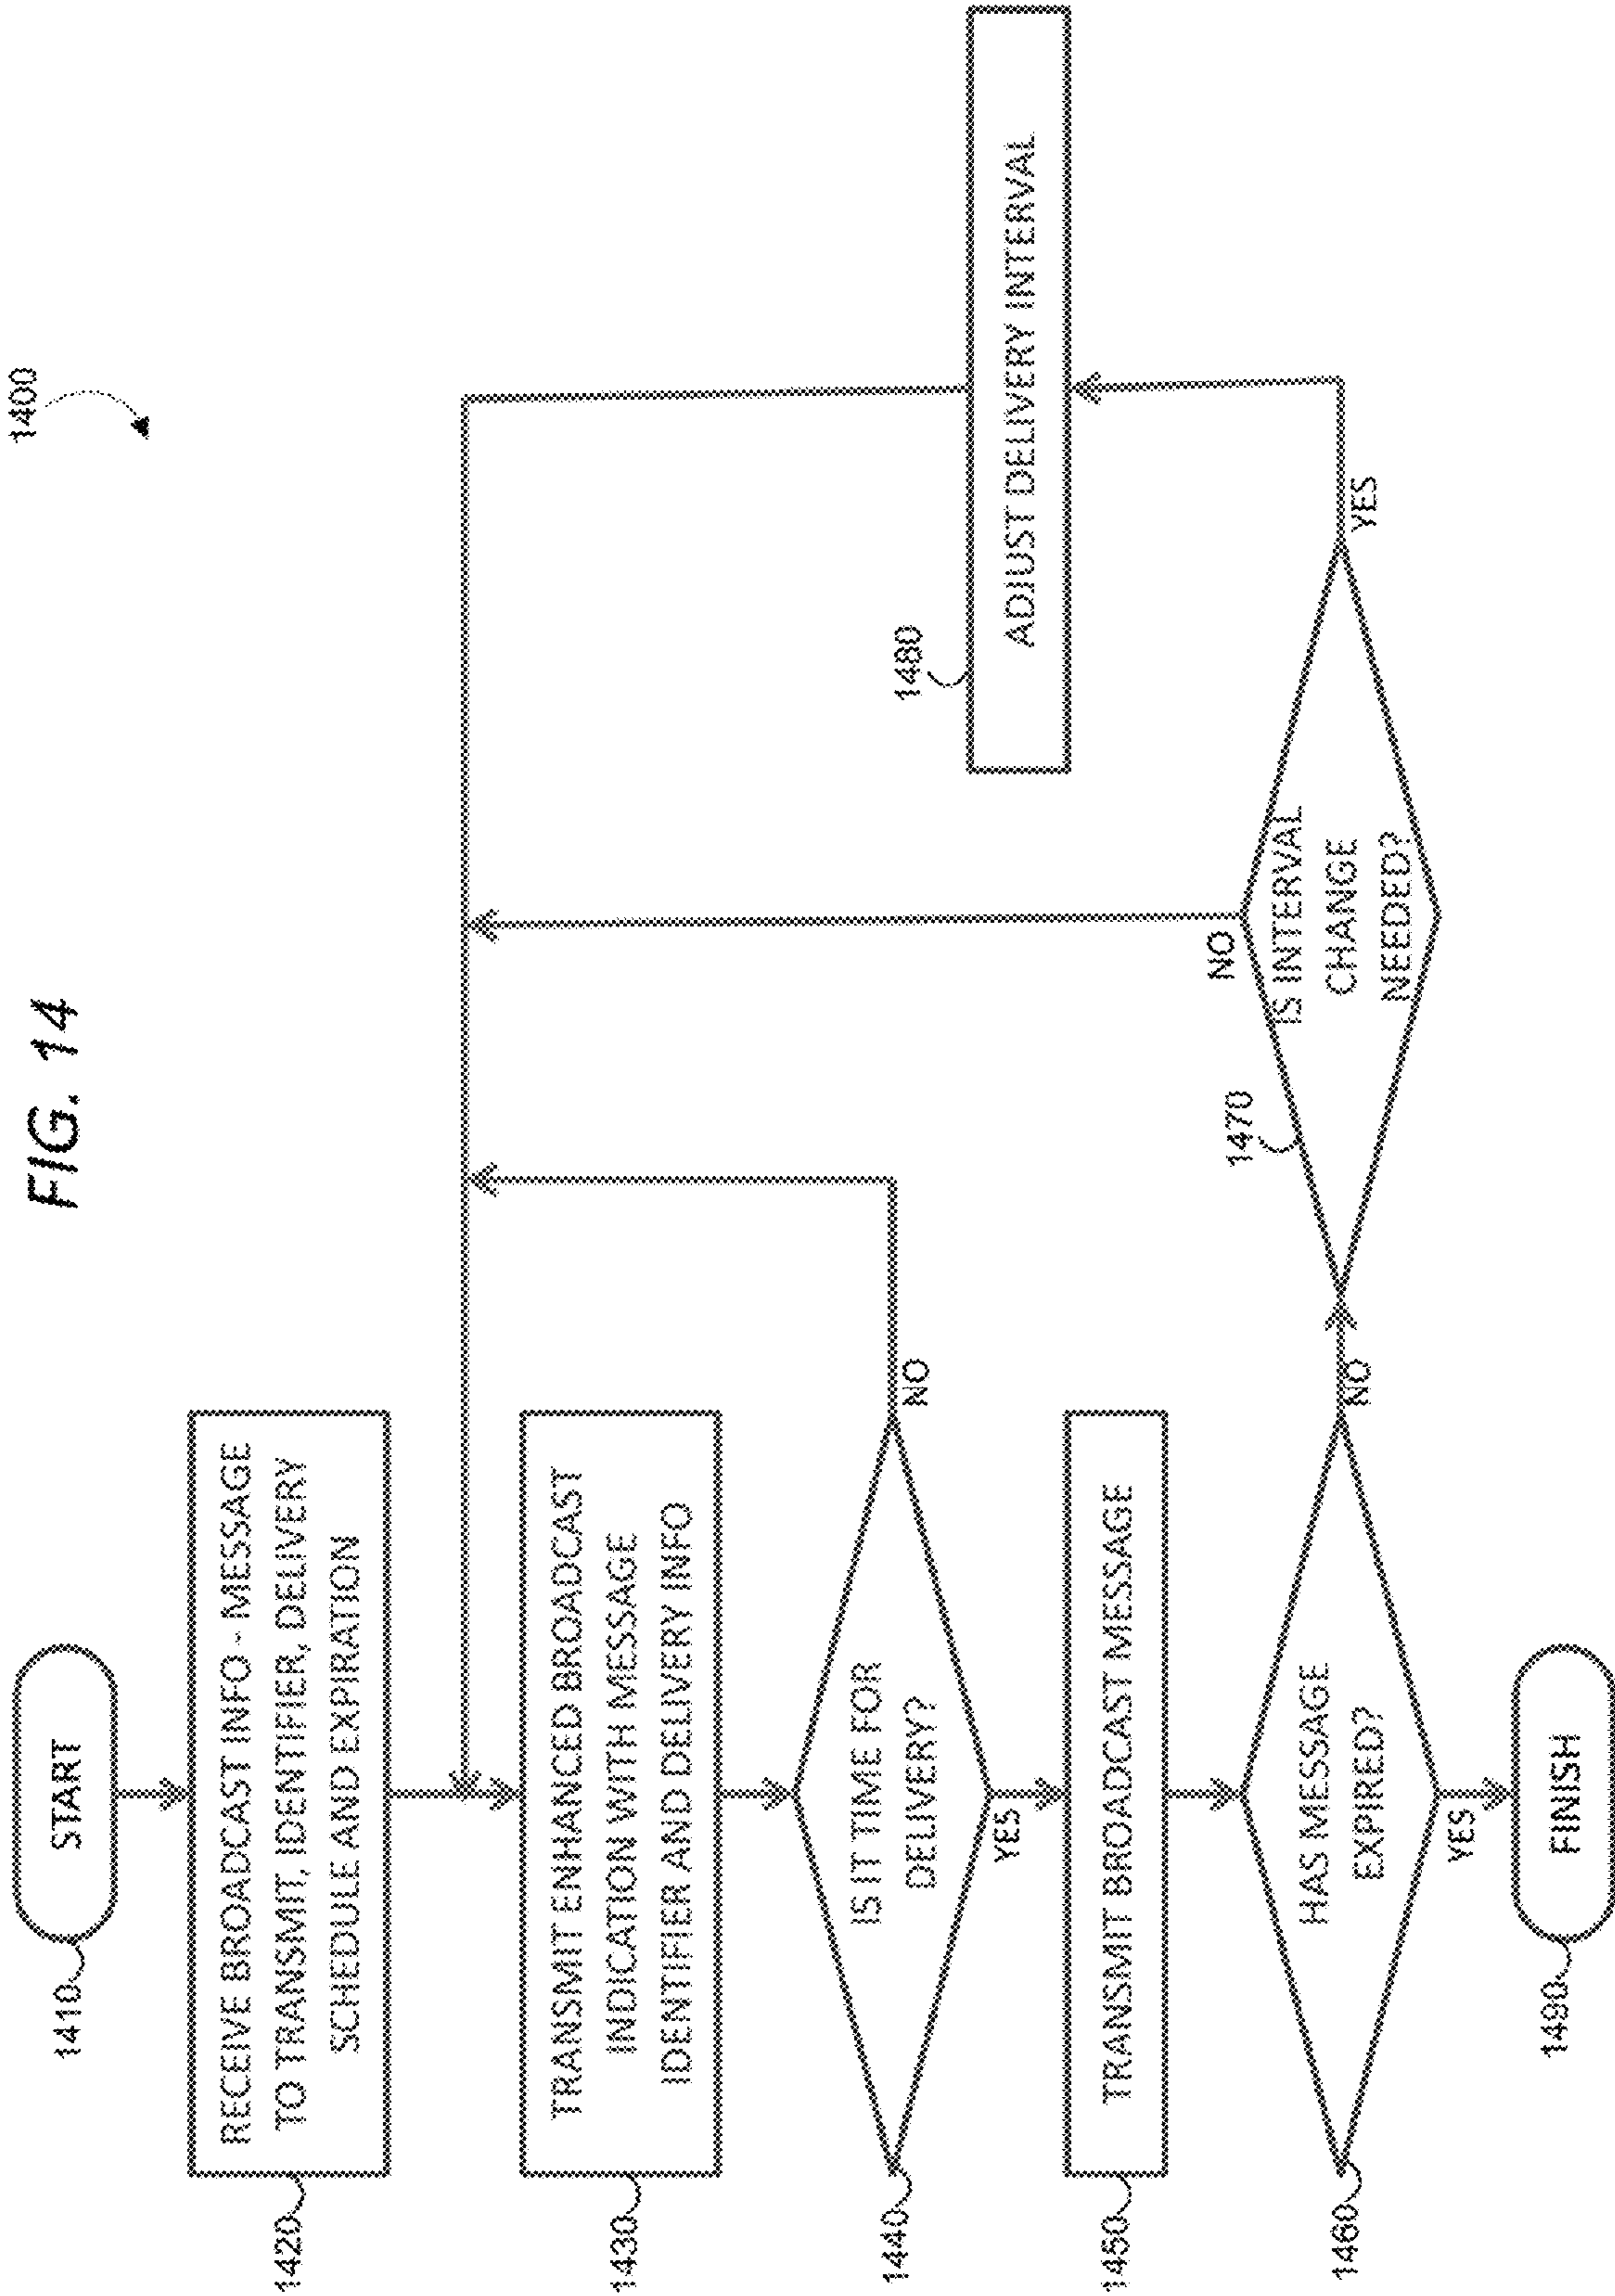 FIG. 14
1400
1410
START
1420
RECEIVE BROADCAST INFO - MESSAGE
TO TRANSMIT, IDENTIFIER, DELIVERY
SCHEDULE AND EXPIRATION
1430
TRANSMIT ENHANCED BROADCAST
INDICATION WITH MESSAGE
IDENTIFIER AND DELIVERY INFO
1440
IS IT TIME FOR
DELIVERY?
NO
YES
1450
TRANSMIT BROADCAST MESSAGE
1460
HAS MESSAGE
EXPIRED?
NO
YES
1470
IS INTERVAL
CHANGE
NEEDED?
NO
YES
1480
ADJUST DELIVERY INTERVAL
1490
FINISH